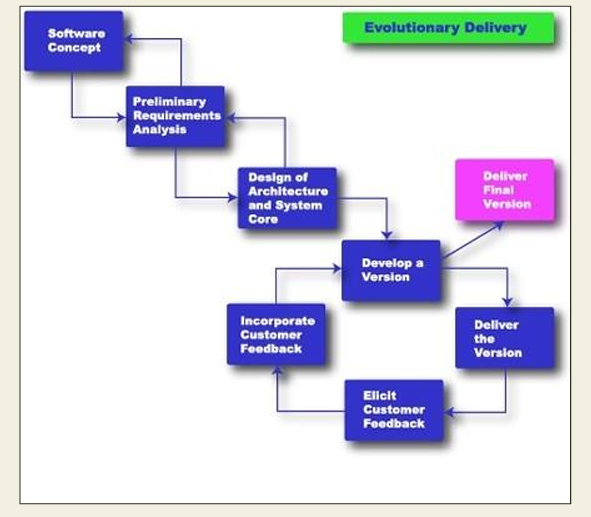 Evolutionary Delivery
Software
Concept
Preliminary
Requirements
Analysis
Design of
Architecture
and System
Core
Deliver
Final
Version
Develop a
Version
Incorporate
Customer
Feedback
Deliver
the
Version
Elicit
Customer
Feedback